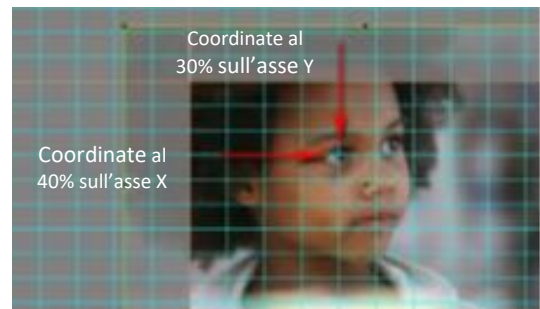 Coordinate al
30% sull’asse Y
Coordinate al
40% sull’asse X